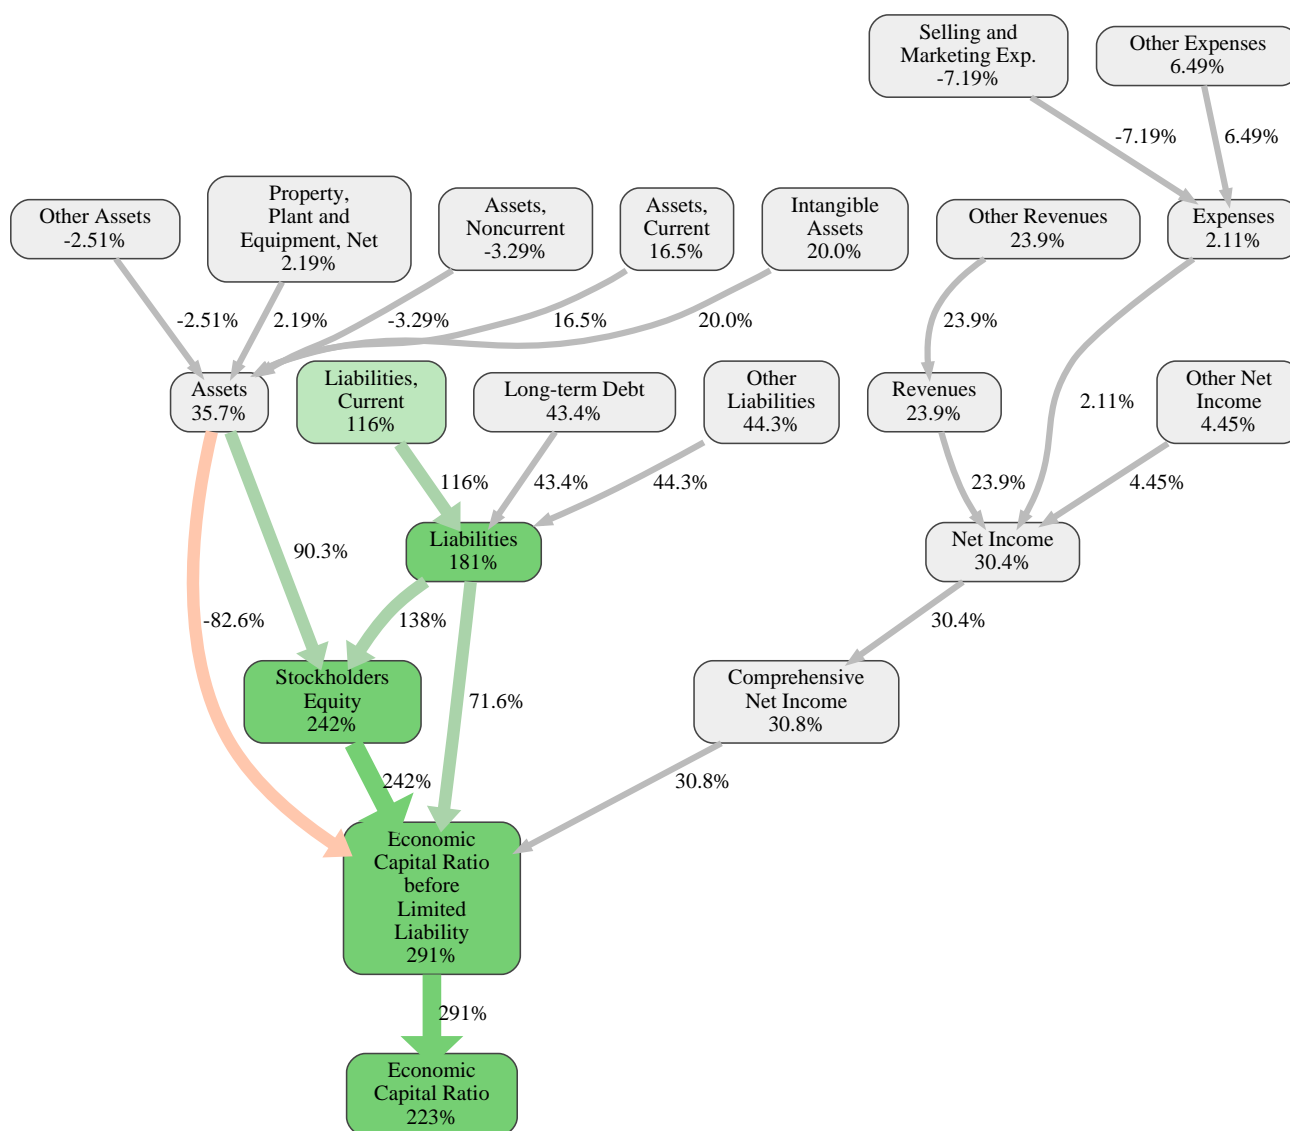 Selling and
Marketing Exp.
-7.19%
Other Expenses
6.49%
-7.19%
6.49%
Other Assets
-2.51%
Property,
Plant and
Equipment, Net
2.19%
Assets,
Noncurrent
-3.29%
Assets,
Current
16.5%
Intangible
Assets
20.0%
Other Revenues
23.9%
Expenses
2.11%
-2.51%
2.19%
-3.29%
16.5%
20.0%
23.9%
Assets
35.7%
Liabilities,
Current
116%
Long-term Debt
43.4%
Other
Liabilities
44.3%
Revenues
23.9%
2.11%
Other Net
Income
4.45%
116%
43.4%
44.3%
23.9%
4.45%
90.3%
Liabilities
181%
Net Income
30.4%
-82.6%
138%
30.4%
Stockholders
Equity
242%
71.6%
Comprehensive
Net Income
30.8%
242%
30.8%
Economic
Capital Ratio
before
Limited
Liability
291%
291%
Economic
Capital Ratio
223%